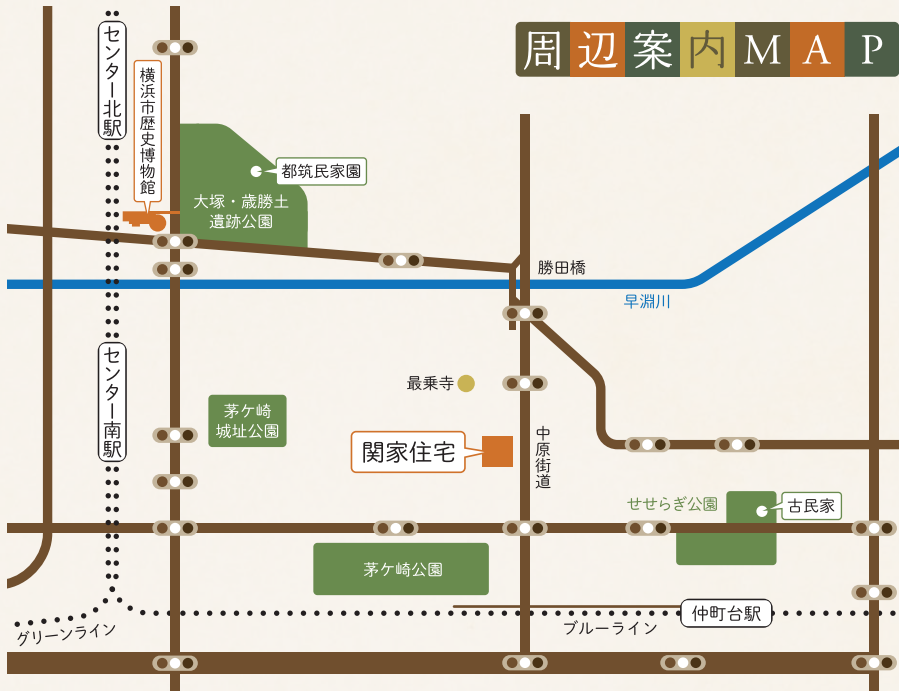 周辺案内MAP
センター北駅
横浜市歴史博物館
都筑民家園
大塚・歳勝土
遺跡公園
勝田橋
早淵川
センター南駅
最乗寺
茅ケ崎
城址公園
関家住宅
中原街道
せせらぎ公園
古民家
茅ケ崎公園
仲町台駅
グリーンライン
ブルーライン